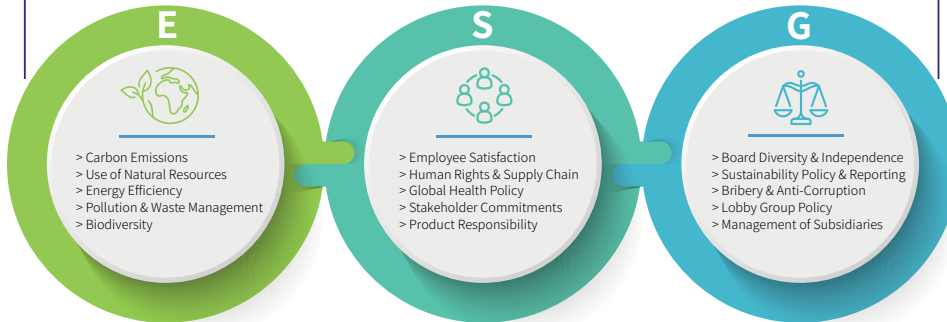 E
> Carbon Emissions
> Use of Natural Resources
> Energy Efficiency
> Pollution & Waste Management
> Biodiversity
S
> Employee Satisfaction
> Human Rights & Supply Chain
> Global Health Policy
> Stakeholder Commitments
> Product Responsibility
G
> Board Diversity & Independence
> Sustainability Policy & Reporting
> Bribery & Anti-Corruption
> Lobby Group Policy
> Management of Subsidiaries